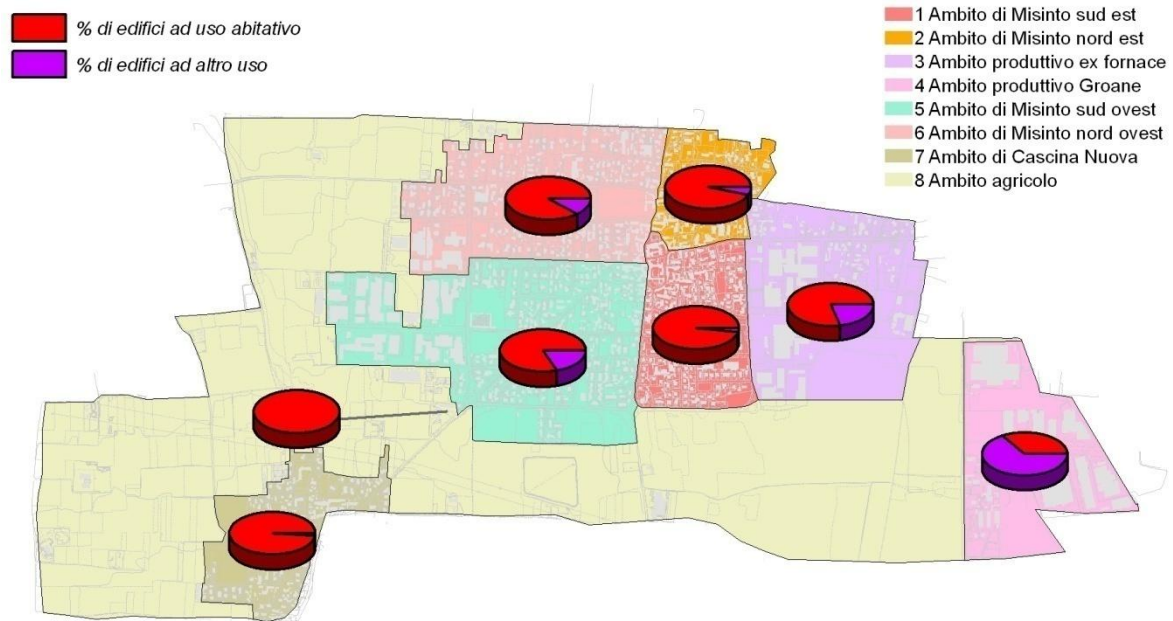 % di edifici ad uso abitativo
% di edifici ad altro uso
1 Ambito di Misinto sud est
2 Ambito di Misinto nord est
3 Ambito produttivo ex fornace
4 Ambito produttivo Groane
5 Ambito di Misinto sud ovest
6 Ambito di Misinto nord ovest
7 Ambito di Cascina Nuova
8 Ambito agricolo